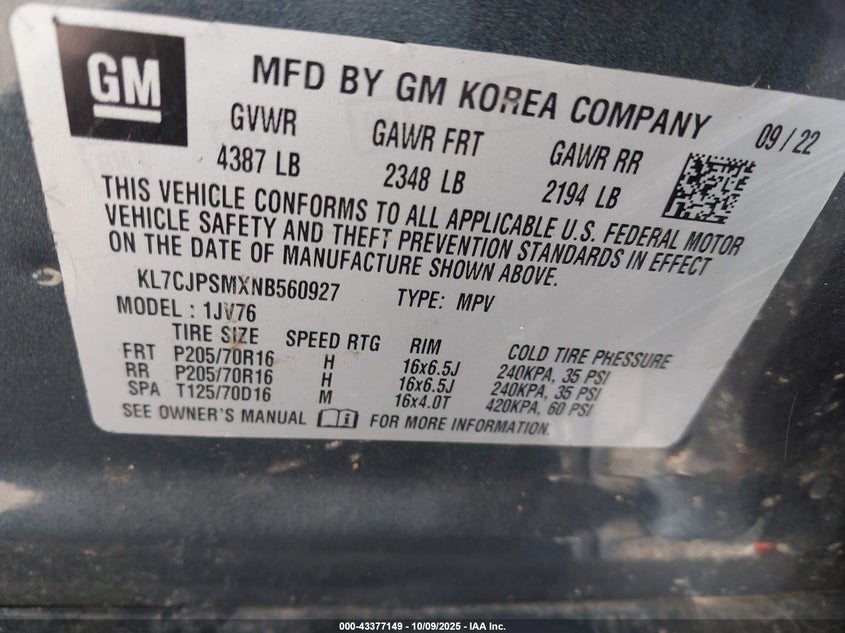 GM
MFD BY GM KOREA COMPANY 09/22
GVWR GAWR FRT GAWR RR
4387 LB 2348 LB 2194 LB
THIS VEHICLE CONFORMS TO ALL APPLICABLE U.S. FEDERAL MOTOR
VEHICLE SAFETY AND THEFT PREVENTION STANDARDS IN EFFECT
ON THE DATE OF MANUFACTURE SHOWN ABOVE.
KL7CJPSMXNB560927 TYPE: MPV
MODEL : 1JV76
TIRE SIZE SPEED RTG RIM COLD TIRE PRESSURE
FRT P205/70R16 H 16x6.5J 240KPA, 35 PSI
RR P205/70R16 H 16x6.5J 240KPA, 35 PSI
SPA T125/70D16 M 16x4.0T 420KPA, 60 PSI
SEE OWNER'S MANUAL FOR MORE INFORMATION.
000-43377149 - 10/09/2025 - IAA Inc.